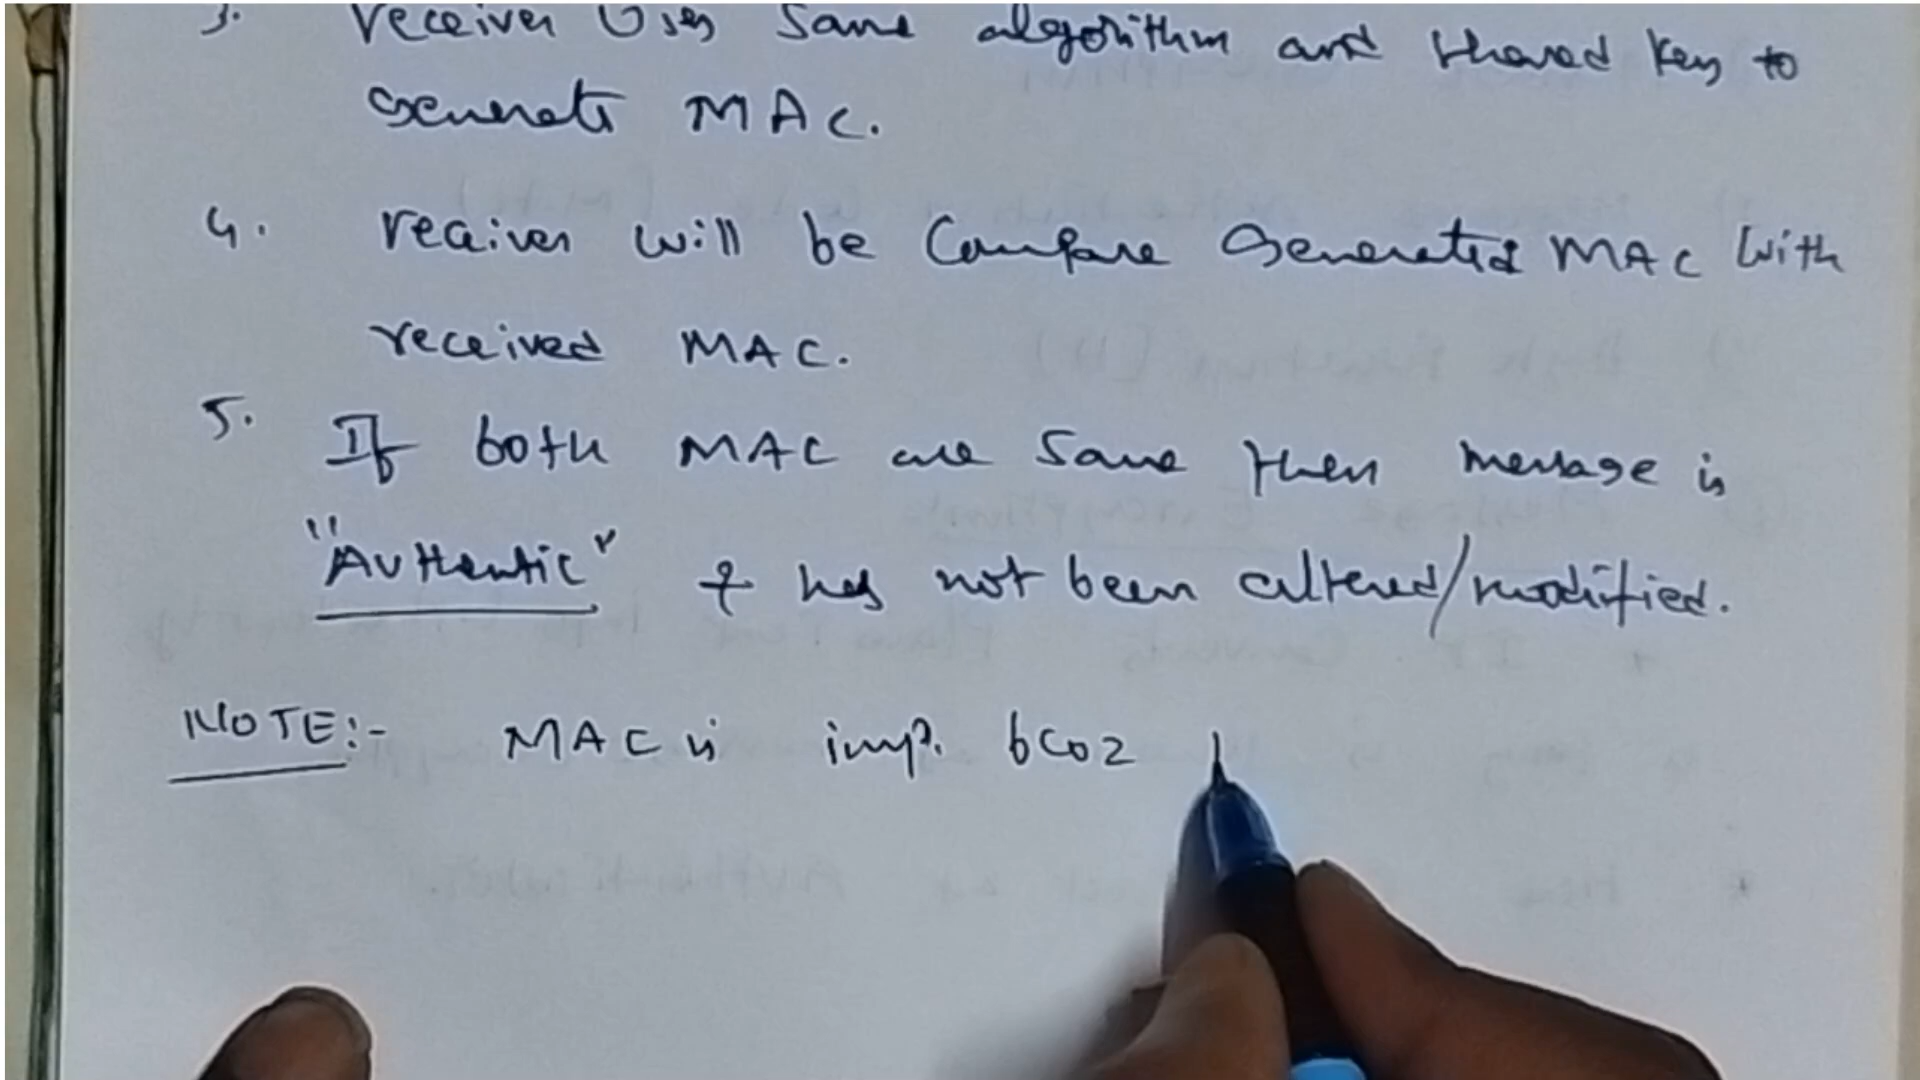 3. receiver Uses Same algorithm and shared key to
generate MAC.
4. receiver will be Compare Generated MAC with
received MAC.
5. If both MAC are same then message is
"Authentic" & has not been altered/modified.
NOTE:- MAC is imp. bcoz